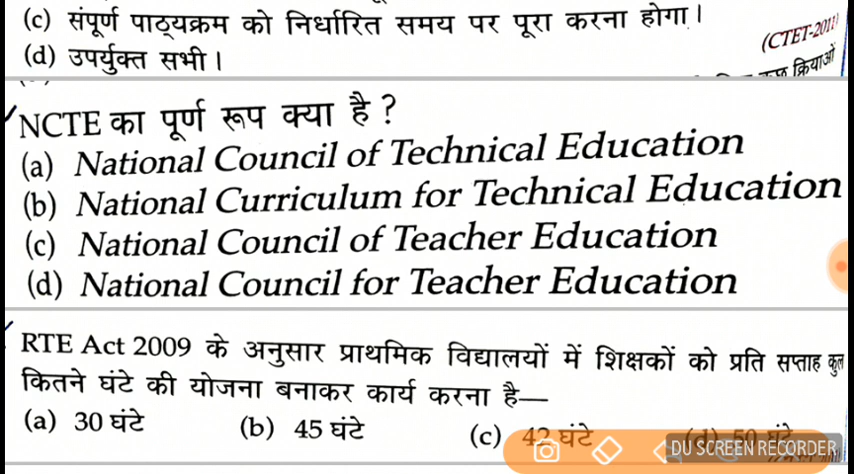 (c) संपूर्ण पाठ्यक्रम को निर्धारित समय पर पूरा करना होगा।
(d) उपर्युक्त सभी।
(CTET-2011)
क्रियाओं
NCTE का पूर्ण रूप क्या है ?
(a) National Council of Technical Education
(b) National Curriculum for Technical Education
(c) National Council of Teacher Education
(d) National Council for Teacher Education
RTE Act 2009 के अनुसार प्राथमिक विद्यालयों में शिक्षकों को प्रति सप्ताह कुल
कितने घंटे की योजना बनाकर कार्य करना है—
(a) 30 घंटे (b) 45 घंटे (c) 42 घंटे (d) 50 घंटे
DU SCREEN RECORDER